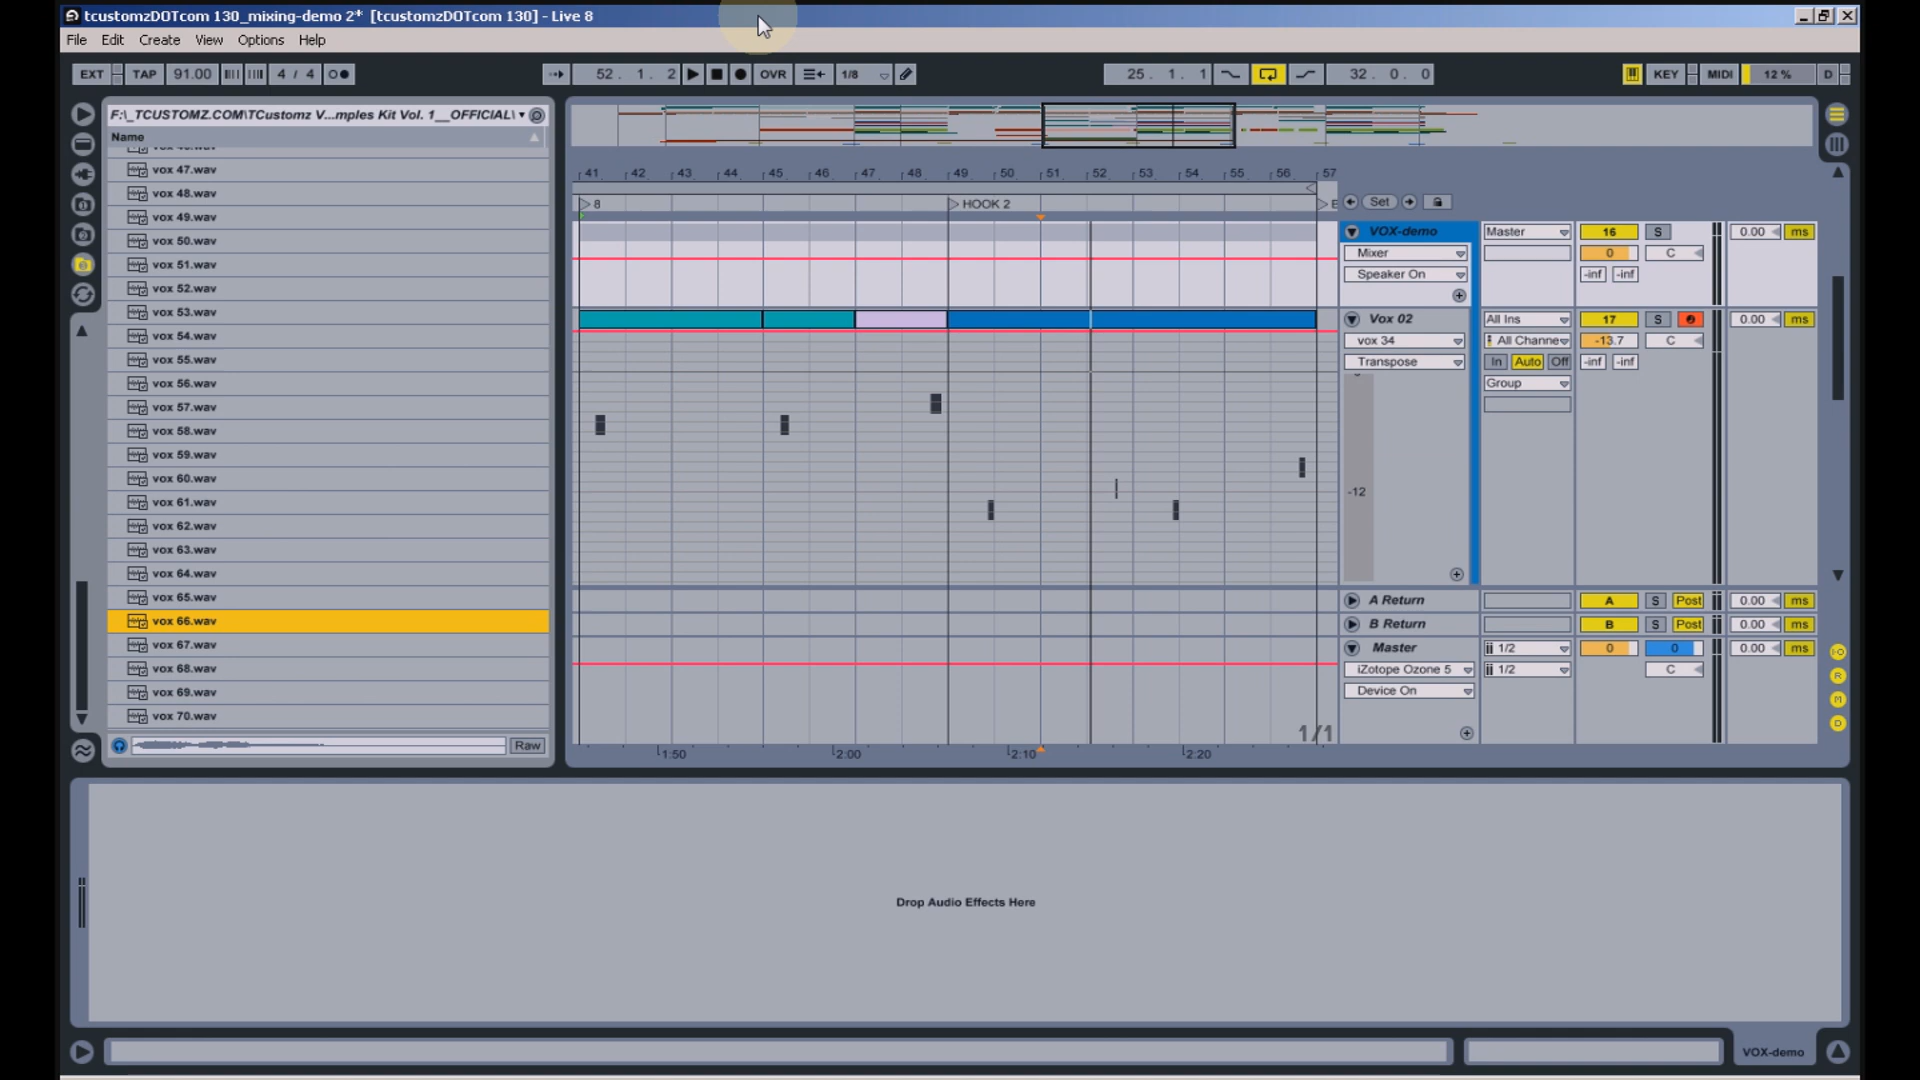 tcustomzDOTcom 130_mixing-demo 2* [tcustomzDOTcom 130] - Live 8
File Edit Create View Options Help
EXT TAP 91.00 4 / 4 52. 1. 2 OVR 1/8 25. 1. 1 32. 0. 0 KEY MIDI 12 % D
F:\_TCUSTOMZ.COM\TCustomz V...mples Kit Vol. 1__OFFICIAL\
Name
vox 47.wav
vox 48.wav
vox 49.wav
vox 50.wav
vox 51.wav
vox 52.wav
vox 53.wav
vox 54.wav
vox 55.wav
vox 56.wav
vox 57.wav
vox 58.wav
vox 59.wav
vox 60.wav
vox 61.wav
vox 62.wav
vox 63.wav
vox 64.wav
vox 65.wav
vox 66.wav
vox 67.wav
vox 68.wav
vox 69.wav
vox 70.wav
Raw
41 42 43 44 45 46 47 48 49 50 51 52 53 54 55 56 57
8 HOOK 2 Set
VOX-demo Master 16 S 0.00 ms
Mixer 0 C
Speaker On -inf -inf
Vox 02 All Ins 17 S 0.00 ms
vox 34 All Channe -13.7 C
Transpose In Auto Off -inf -inf
Group
-12
A Return A S Post 0.00 ms
B Return B S Post 0.00 ms
Master 1/2 0 0 0.00 ms
iZotope Ozone 5 1/2 C
Device On
1/1
1:50 2:00 2:10 2:20
R
M
D
Drop Audio Effects Here
VOX-demo